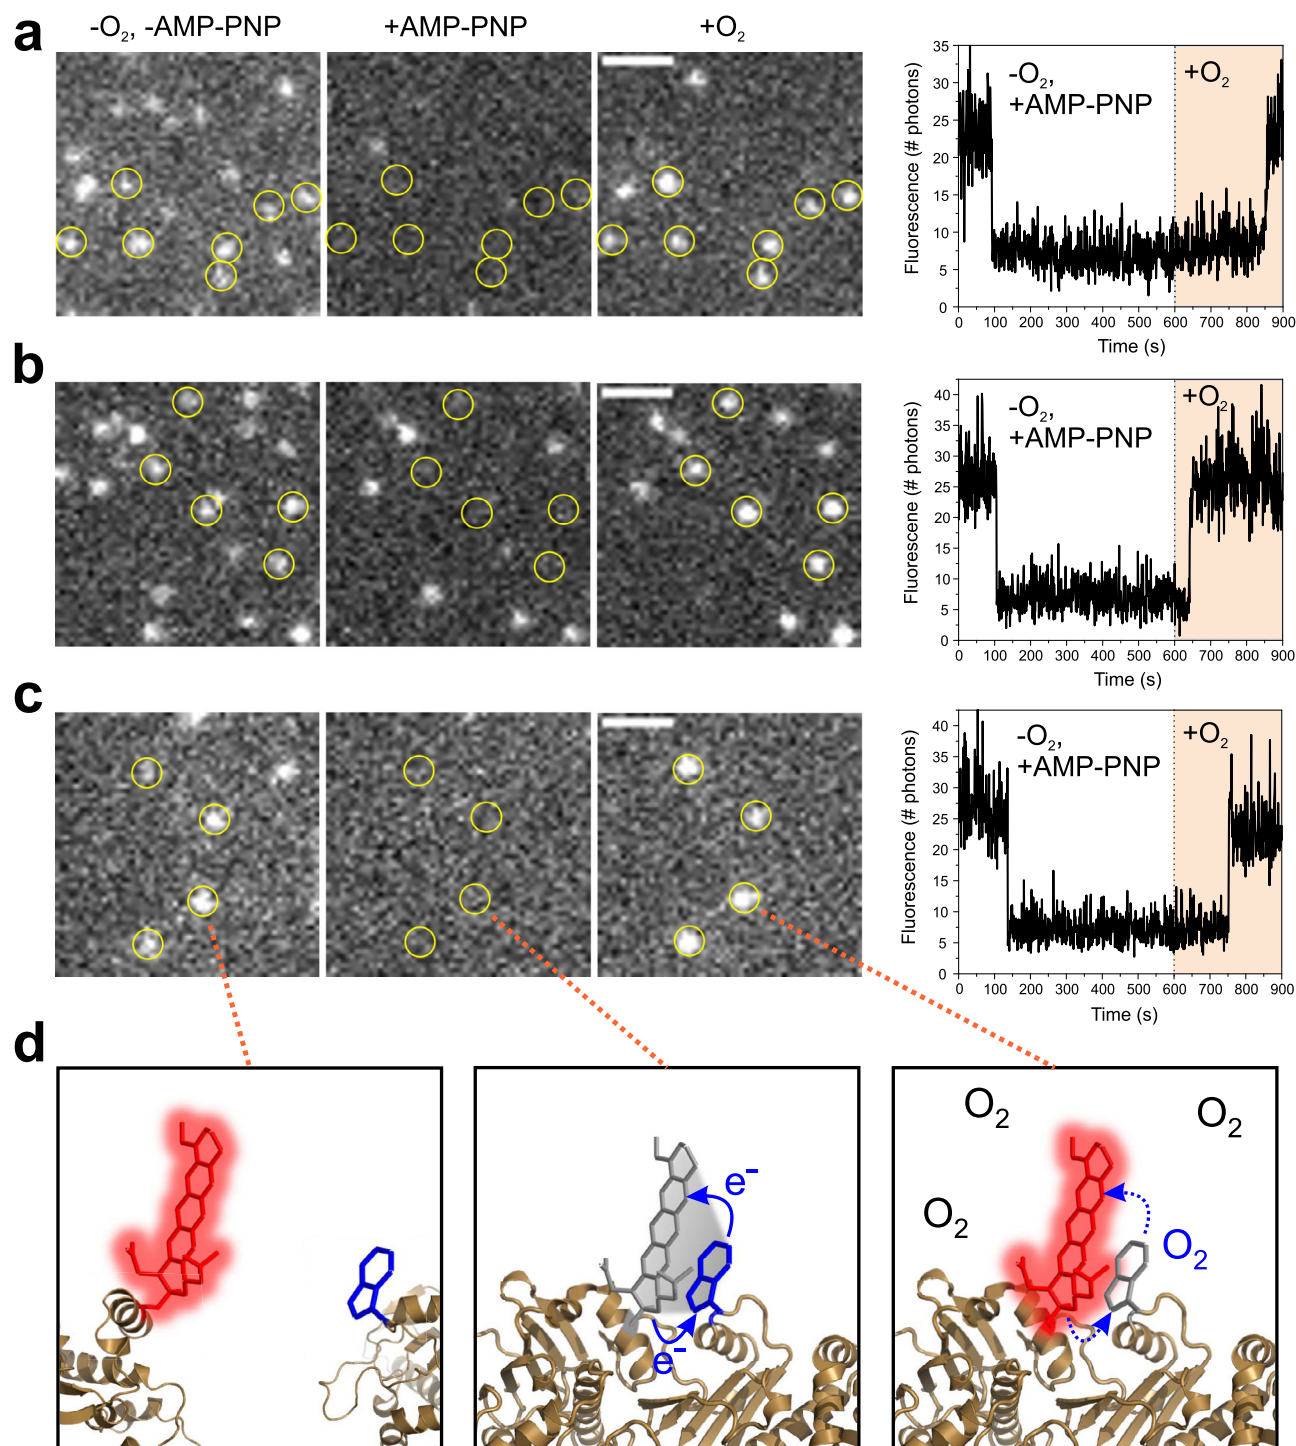 a
-O₂, -AMP-PNP
+AMP-PNP
+O₂
Fluorescence (# photons)
35
30
25
20
15
10
5
0
-O₂,
+AMP-PNP
+O₂
0 100 200 300 400 500 600 700 800 900
Time (s)
b
Fluorescene (# photons)
40
35
30
25
20
15
10
5
0
-O₂,
+AMP-PNP
+O₂
0 100 200 300 400 500 600 700 800 900
Time (s)
c
Fluorescence (# photons)
40
35
30
25
20
15
10
5
0
-O₂,
+AMP-PNP
+O₂
0 100 200 300 400 500 600 700 800 900
Time (s)
d
e⁻
e⁻
O₂
O₂
O₂
O₂